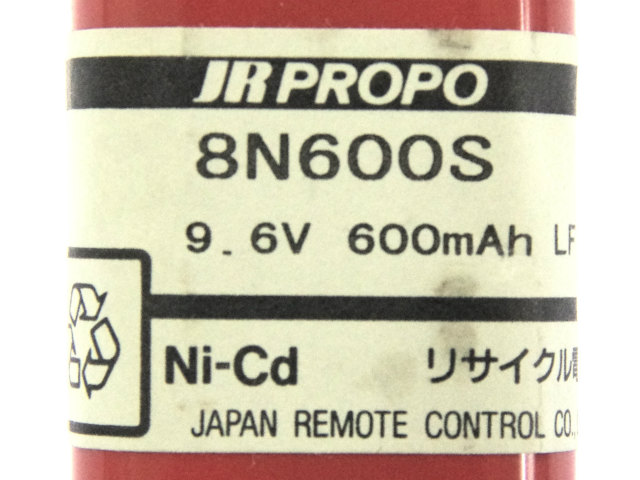 JR PROPO
8N600S
9.6V 600mAh LF
Ni-Cd リサイクル
JAPAN REMOTE CONTROL CO.,